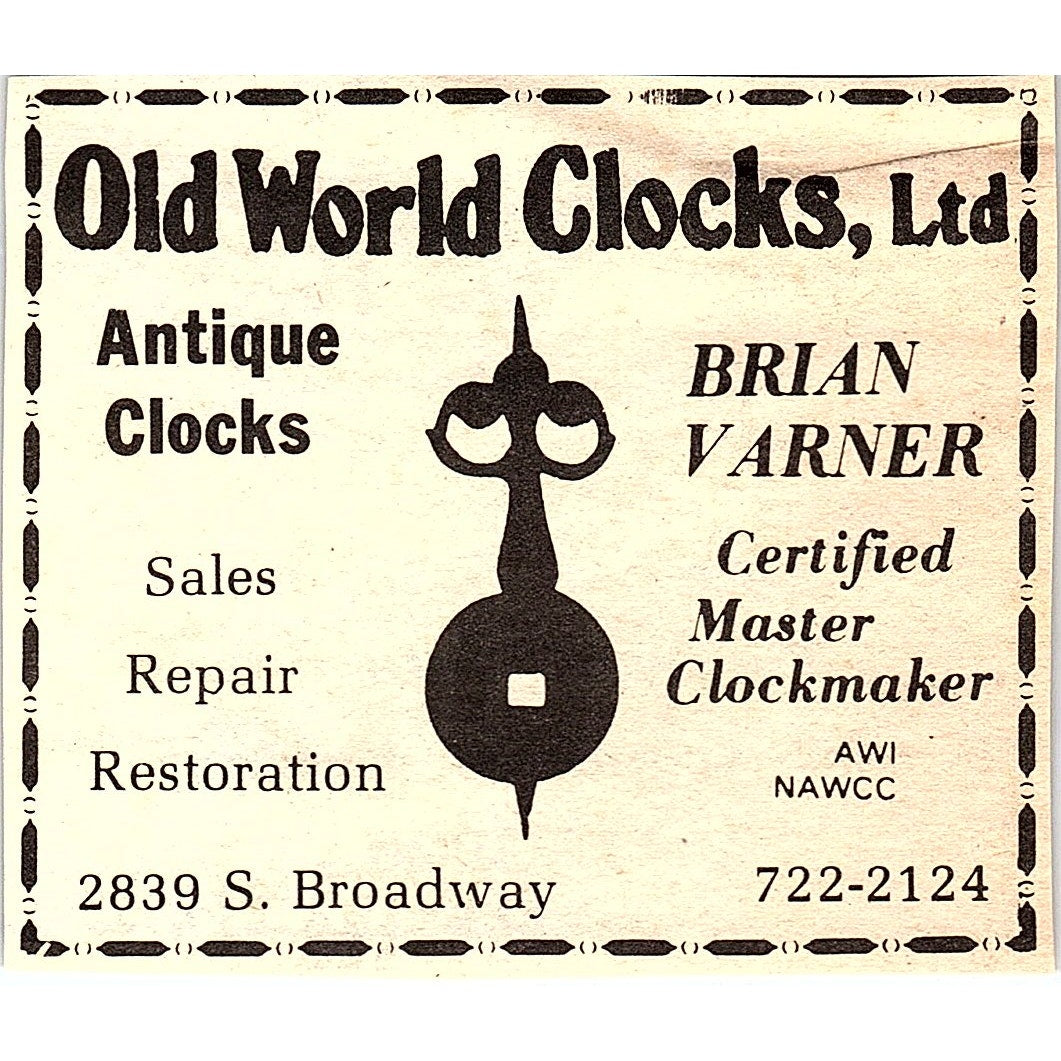 Old World Clocks, Ltd
Antique
Clocks
Sales
Repair
Restoration
BRIAN
VARNER
Certified
Master
Clockmaker
AWI
NAWCC
2839 S. Broadway
722-2124